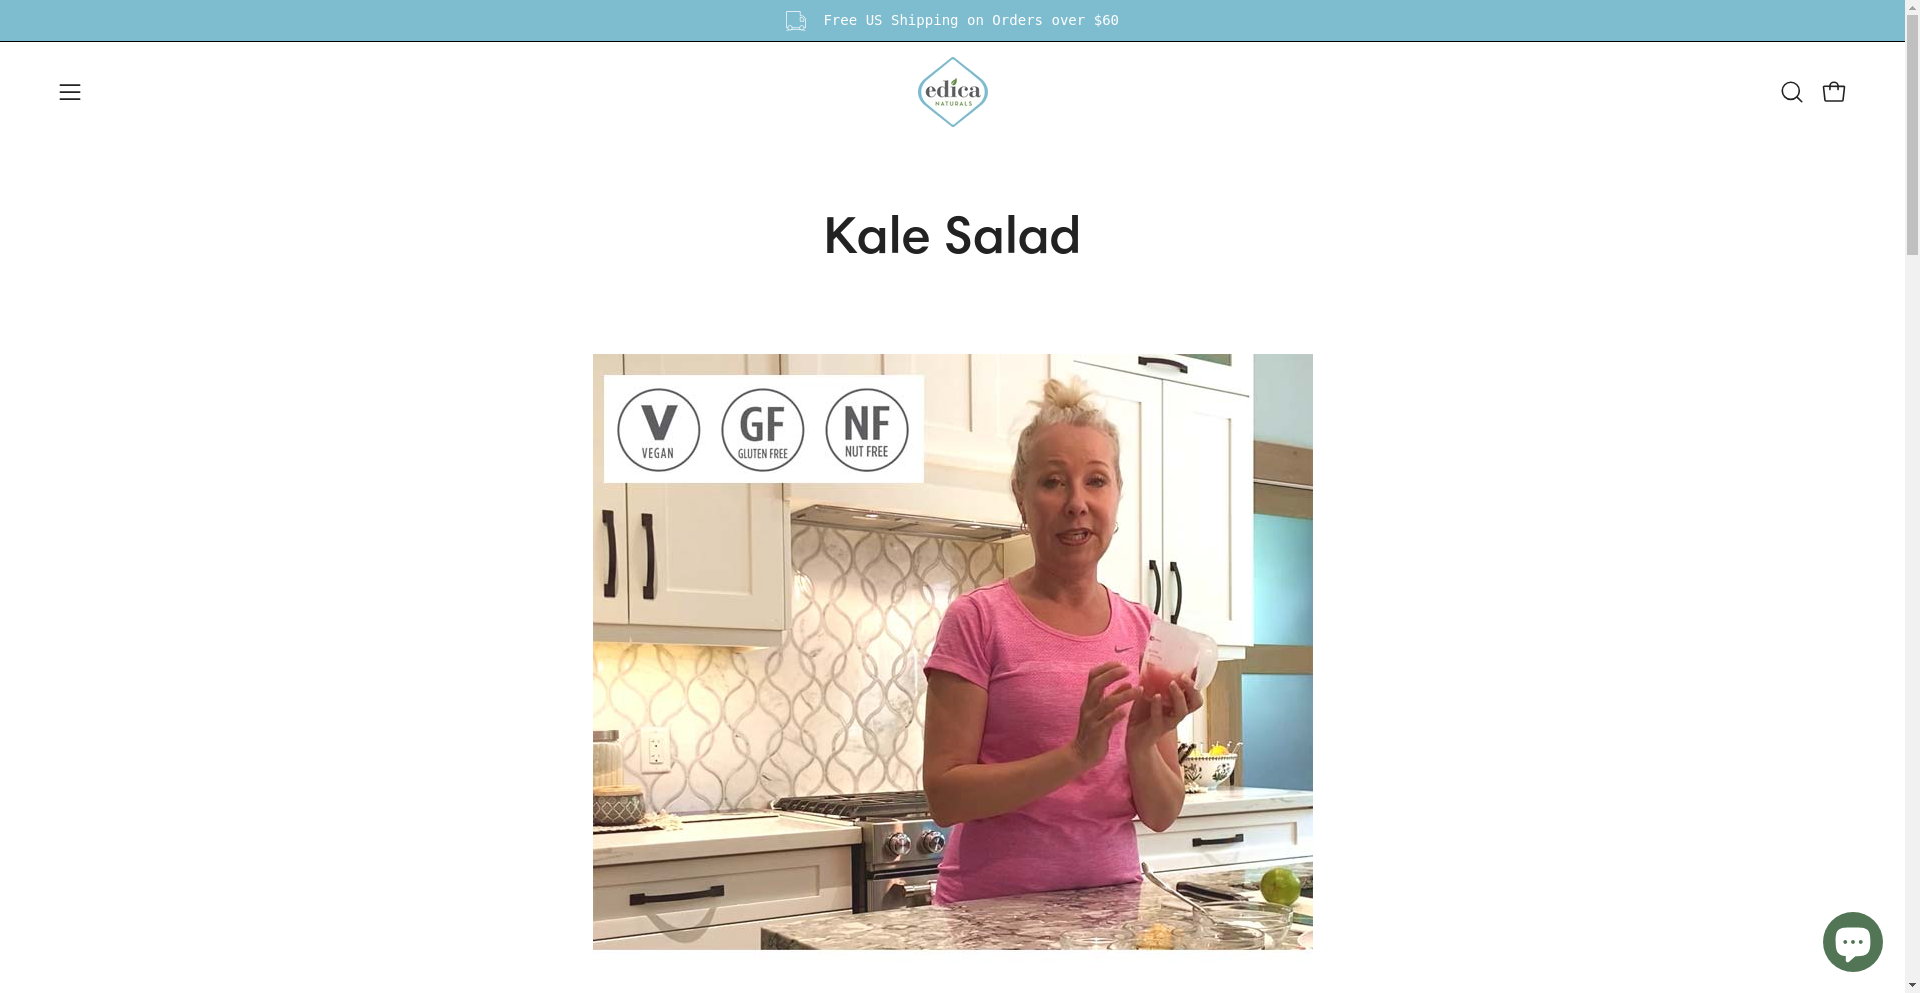 Free US Shipping on Orders over $60
edica
NATURALS
Kale Salad
V
VEGAN
GF
GLUTEN FREE
NF
NUT FREE